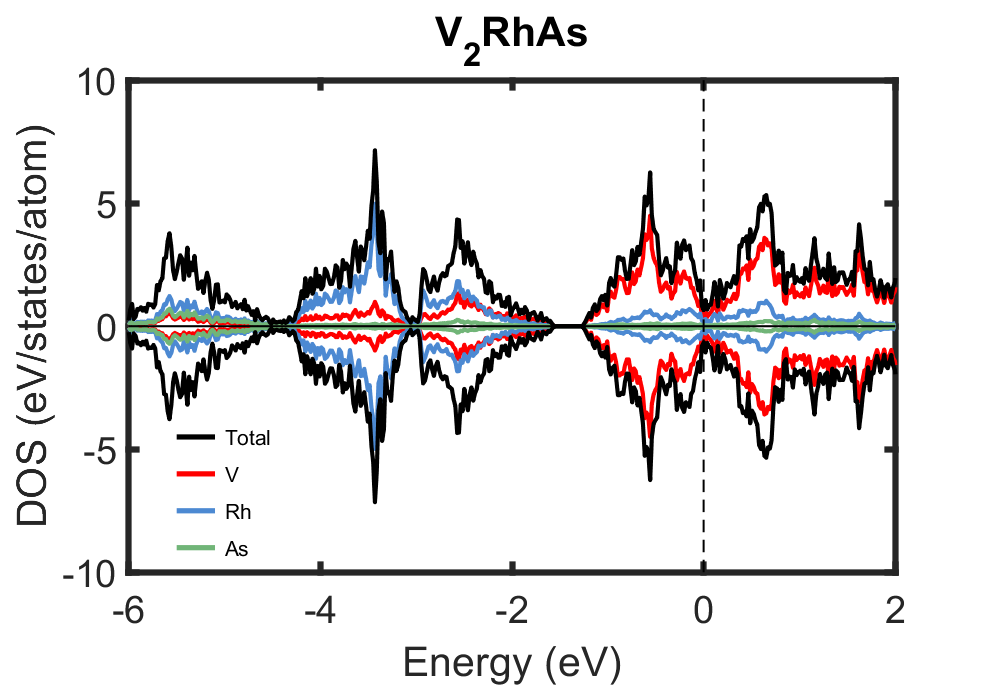 V₂RhAs
10
5
0
-5
-10
DOS (eV/states/atom)
Total
V
Rh
As
-6 -4 -2 0 2
Energy (eV)